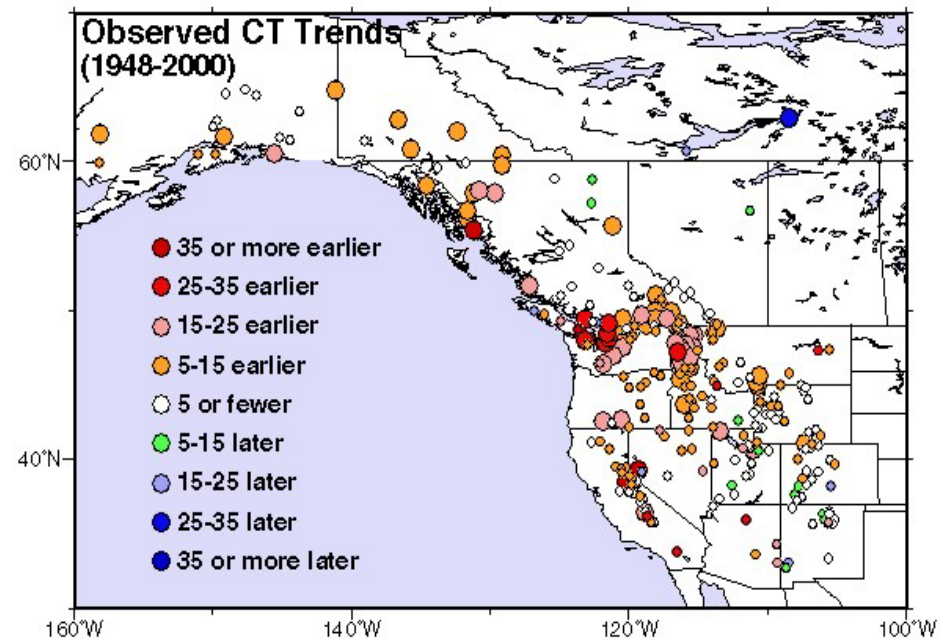 Observed CT Trends
(1948-2000)
60°N
35 or more earlier
25-35 earlier
15-25 earlier
5-15 earlier
5 or fewer
5-15 later
40°N
15-25 later
25-35 later
35 or more later
160°W
140°W
120°W
100°W